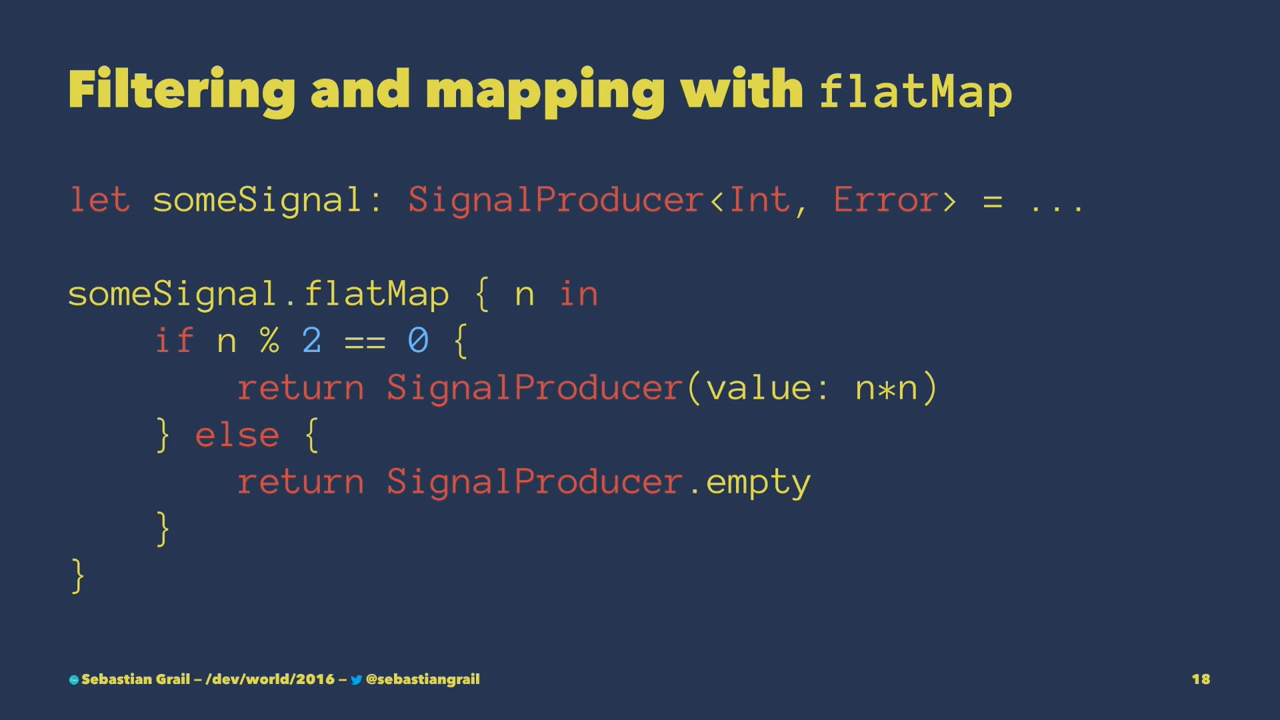 Filtering and mapping with flatMap
let someSignal: SignalProducer<Int, Error> = ...
someSignal.flatMap { n in
    if n % 2 == 0 {
        return SignalProducer(value: n*n)
    } else {
        return SignalProducer.empty
    }
}
Sebastian Grail – /dev/world/2016 – @sebastiangrail
18